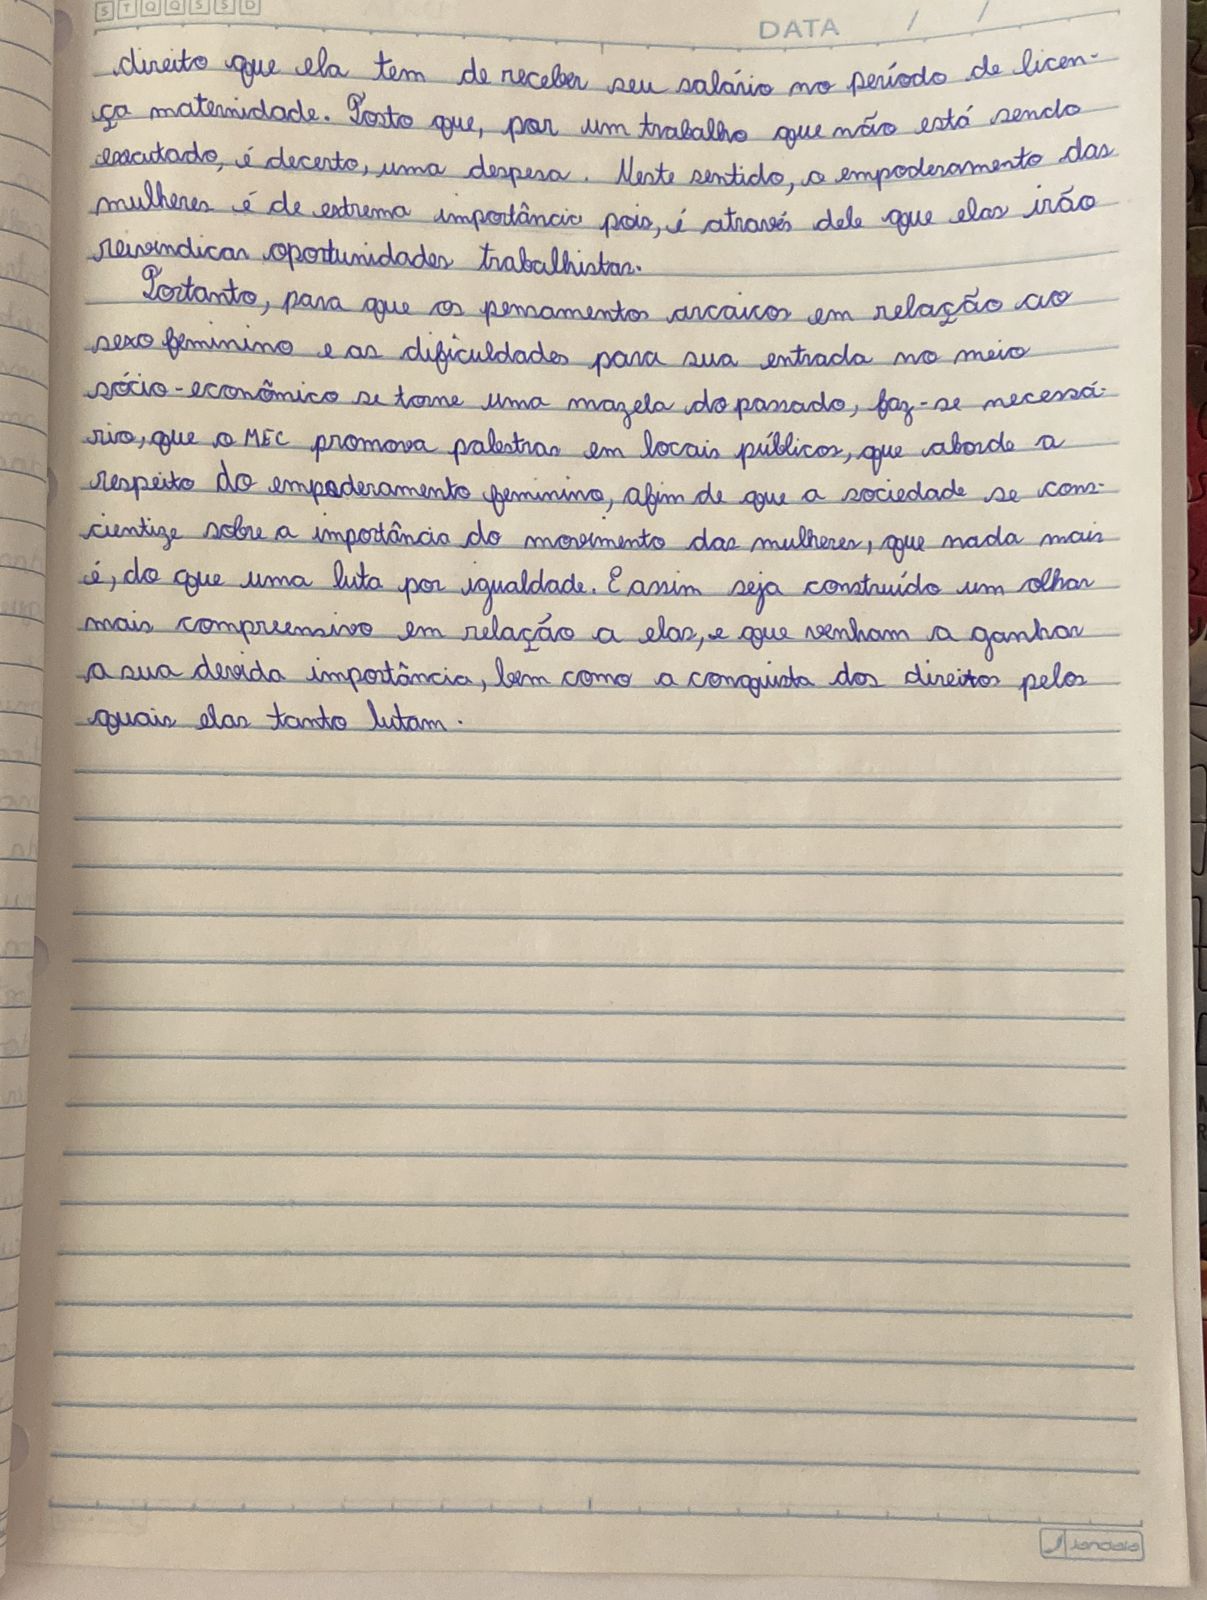 S T Q Q S S D
DATA / /
direito que ela tem de receber seu salário no período de licen-
ça maternidade. Posto que, por um trabalho que não está sendo
executado, é decerto, uma despesa. Neste sentido, o empoderamento das
mulheres é de extrema importância pois, é através dele que elas irão
reivindicar oportunidades trabalhistas.
Portanto, para que os pensamentos arcaicos em relação ao
sexo feminino e as dificuldades para sua entrada no meio
sócio-econômico se torne uma mazela do passado, faz-se necessá-
rio, que o MEC promova palestras em locais públicos, que aborde a
respeito do empoderamento feminino, afim de que a sociedade se cons-
cientize sobre a importância do movimento das mulheres, que nada mais
é, do que uma luta por igualdade. E assim seja construído um olhar
mais compreensivo em relação a elas, e que venham a ganhar
a sua devida importância, bem como a conquista dos direitos pelos
quais elas tanto lutam.
jandaia